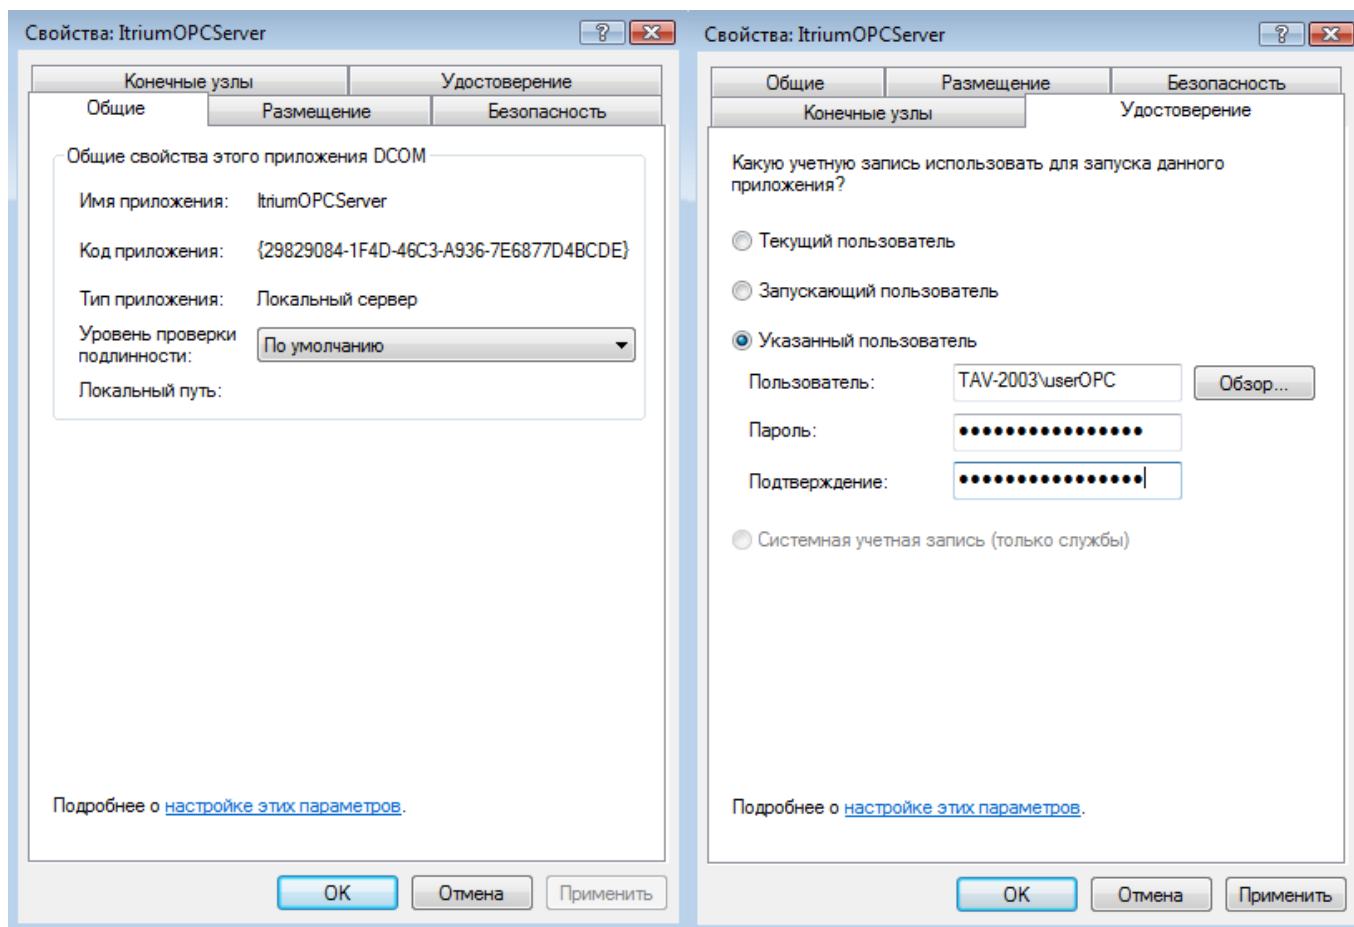 Свойства: ItriumOPCServer
Конечные узлы
Удостоверение
Общие
Размещение
Безопасность
Общие свойства этого приложения DCOM
Имя приложения: ItriumOPCServer
Код приложения: {29829084-1F4D-46C3-A936-7E6877D4BCDE}
Тип приложения: Локальный сервер
Уровень проверки
подлинности:
По умолчанию
Локальный путь:
Подробнее о настройке этих параметров.
OK
Отмена
Применить
Свойства: ItriumOPCServer
Общие
Размещение
Безопасность
Конечные узлы
Удостоверение
Какую учетную запись использовать для запуска данного
приложения?
Текущий пользователь
Запускающий пользователь
Указанный пользователь
Пользователь: TAV-2003\userOPC
Обзор...
Пароль: ●●●●●●●●●●●●●●●●
Подтверждение: ●●●●●●●●●●●●●●●●
Системная учетная запись (только службы)
Подробнее о настройке этих параметров.
OK
Отмена
Применить